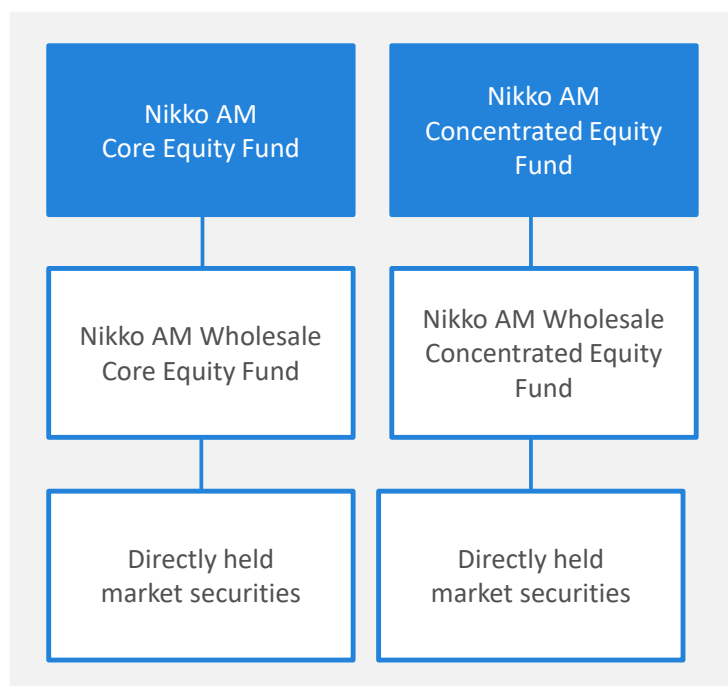 Nikko AM
Core Equity Fund
Nikko AM
Concentrated Equity
Fund
Nikko AM Wholesale
Core Equity Fund
Nikko AM Wholesale
Concentrated Equity
Fund
Directly held
market securities
Directly held
market securities